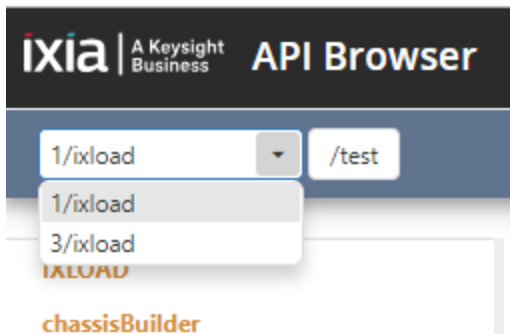 ixia A Keysight Business API Browser
1/ixload /test
1/ixload
3/ixload
IXLOAD
chassisBuilder